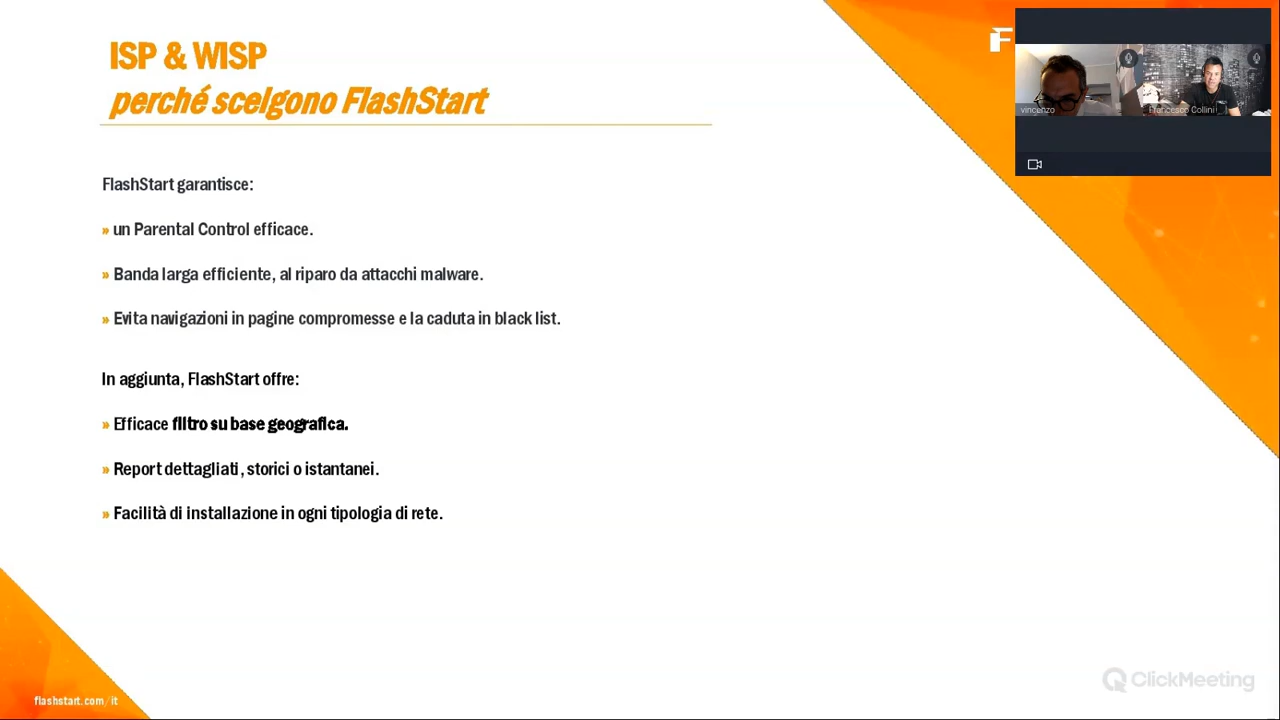 ISP & WISP
perché scelgono FlashStart
F
vincenzo
Francesco Collini
FlashStart garantisce:
» un Parental Control efficace.
» Banda larga efficiente, al riparo da attacchi malware.
» Evita navigazioni in pagine compromesse e la caduta in black list.
In aggiunta, FlashStart offre:
» Efficace filtro su base geografica.
» Report dettagliati, storici o istantanei.
» Facilità di installazione in ogni tipologia di rete.
ClickMeeting
flashstart.com/it